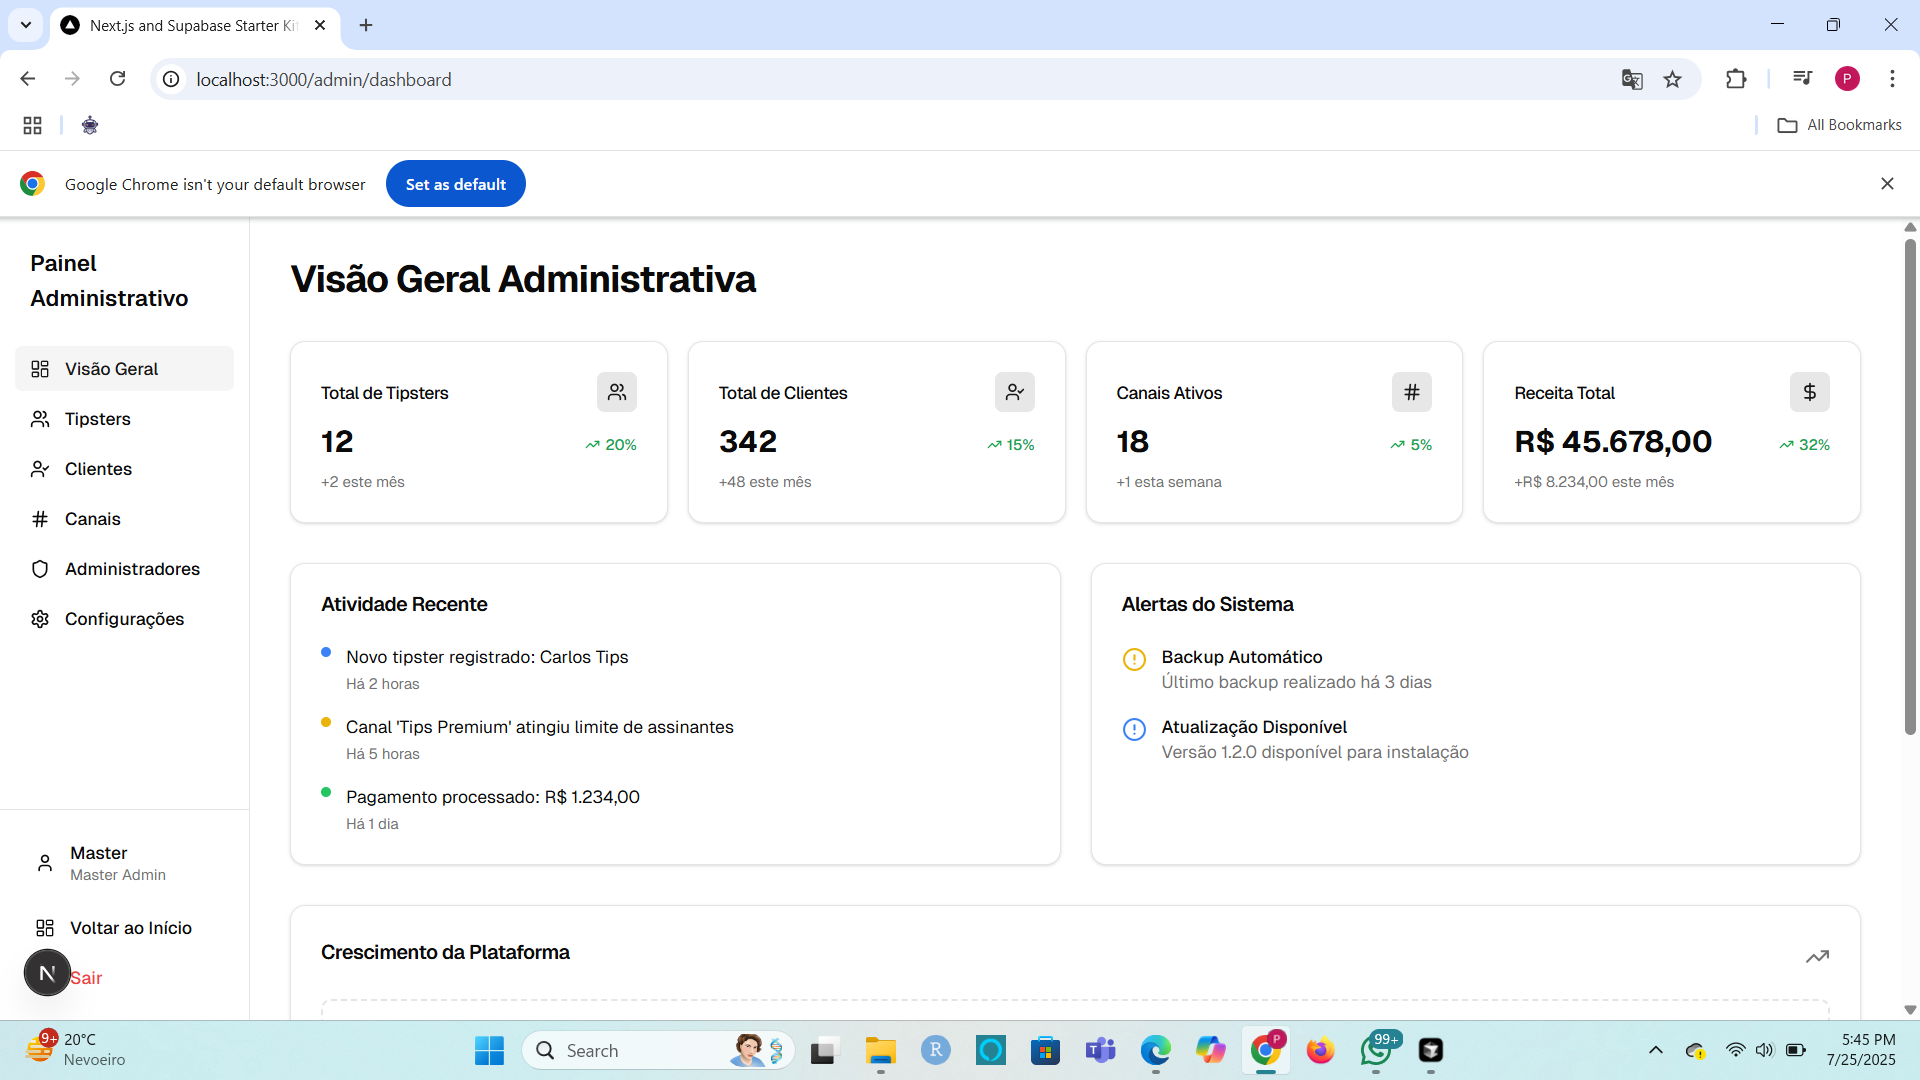 Next.js and Supabase Starter Kit
localhost:3000/admin/dashboard
P
All Bookmarks
Google Chrome isn't your default browser
Set as default
Painel
Administrativo
Visão Geral
Tipsters
Clientes
Canais
Administradores
Configurações
Master
Master Admin
Voltar ao Início
N
Sair
Visão Geral Administrativa
Total de Tipsters
12
20%
+2 este mês
Total de Clientes
342
15%
+48 este mês
Canais Ativos
18
5%
+1 esta semana
Receita Total
R$ 45.678,00
32%
+R$ 8.234,00 este mês
Atividade Recente
Novo tipster registrado: Carlos Tips
Há 2 horas
Canal 'Tips Premium' atingiu limite de assinantes
Há 5 horas
Pagamento processado: R$ 1.234,00
Há 1 dia
Alertas do Sistema
Backup Automático
Último backup realizado há 3 dias
Atualização Disponível
Versão 1.2.0 disponível para instalação
Crescimento da Plataforma
9+
20°C
Nevoeiro
Search
R
P
99+
5:45 PM
7/25/2025